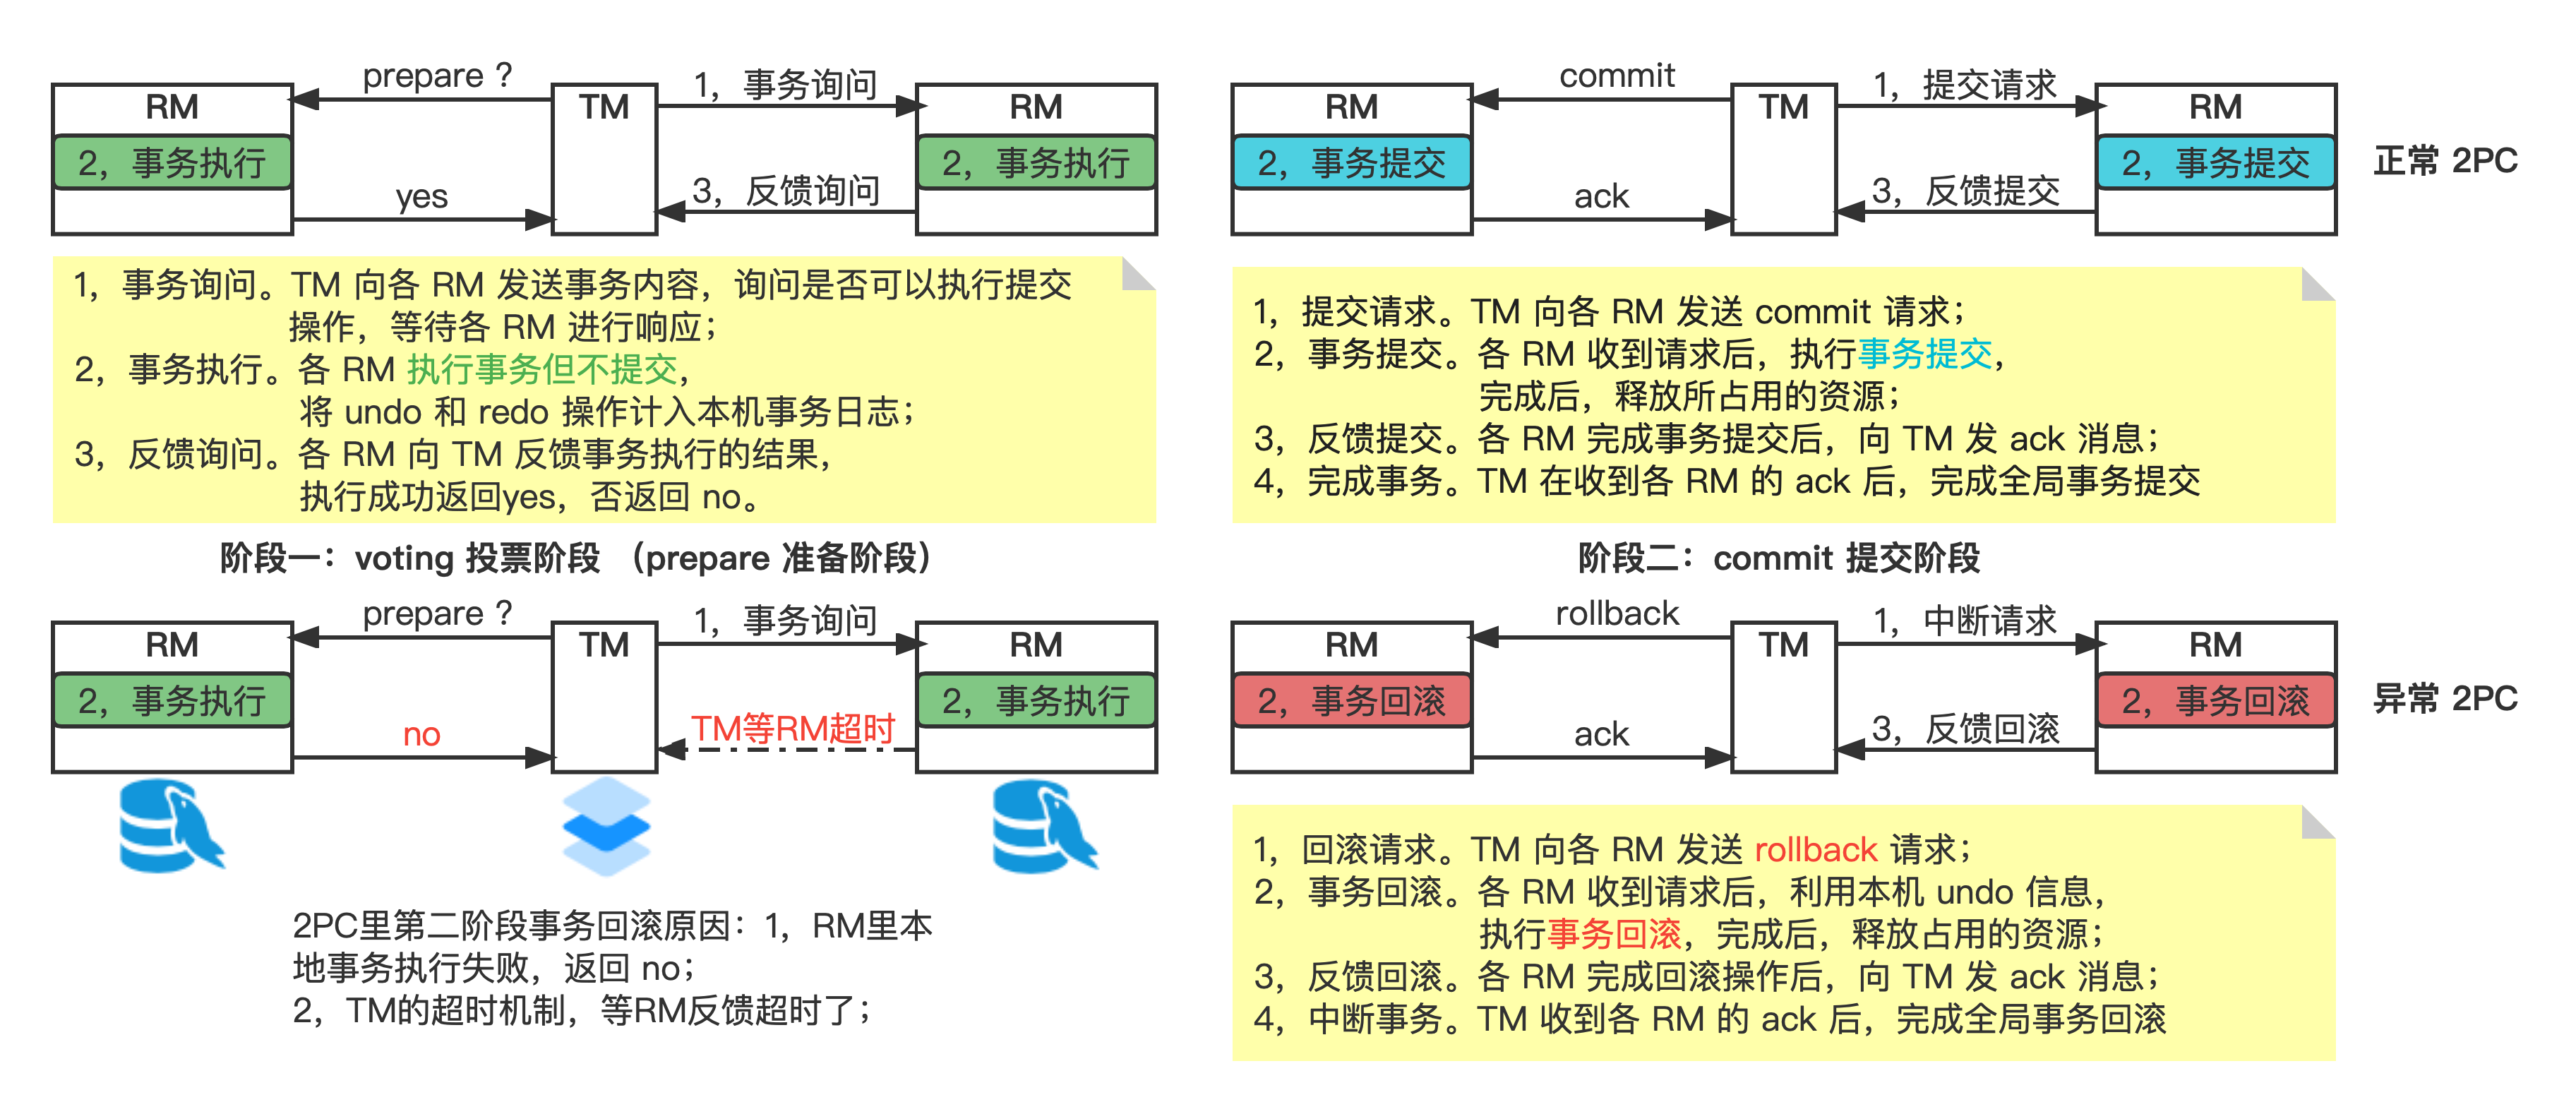 prepare ?
1，事务询问
RM
TM
RM
2，事务执行
2，事务执行
yes
3，反馈询问
1，事务询问。TM 向各 RM 发送事务内容，询问是否可以执行提交
操作，等待各 RM 进行响应；
2，事务执行。各 RM 执行事务但不提交，
将 undo 和 redo 操作计入本机事务日志；
3，反馈询问。各 RM 向 TM 反馈事务执行的结果，
执行成功返回yes，否返回 no。
阶段一：voting 投票阶段 （prepare 准备阶段）
commit
1，提交请求
RM
TM
RM
2，事务提交
2，事务提交
正常 2PC
ack
3，反馈提交
1，提交请求。TM 向各 RM 发送 commit 请求；
2，事务提交。各 RM 收到请求后，执行事务提交，
完成后，释放所占用的资源；
3，反馈提交。各 RM 完成事务提交后，向 TM 发 ack 消息；
4，完成事务。TM 在收到各 RM 的 ack 后，完成全局事务提交
阶段二：commit 提交阶段
prepare ?
1，事务询问
RM
TM
RM
2，事务执行
2，事务执行
no
TM等RM超时
2PC里第二阶段事务回滚原因：1，RM里本
地事务执行失败，返回 no；
2，TM的超时机制，等RM反馈超时了；
rollback
1，中断请求
RM
TM
RM
2，事务回滚
2，事务回滚
异常 2PC
ack
3，反馈回滚
1，回滚请求。TM 向各 RM 发送 rollback 请求；
2，事务回滚。各 RM 收到请求后，利用本机 undo 信息，
执行事务回滚，完成后，释放占用的资源；
3，反馈回滚。各 RM 完成回滚操作后，向 TM 发 ack 消息；
4，中断事务。TM 收到各 RM 的 ack 后，完成全局事务回滚